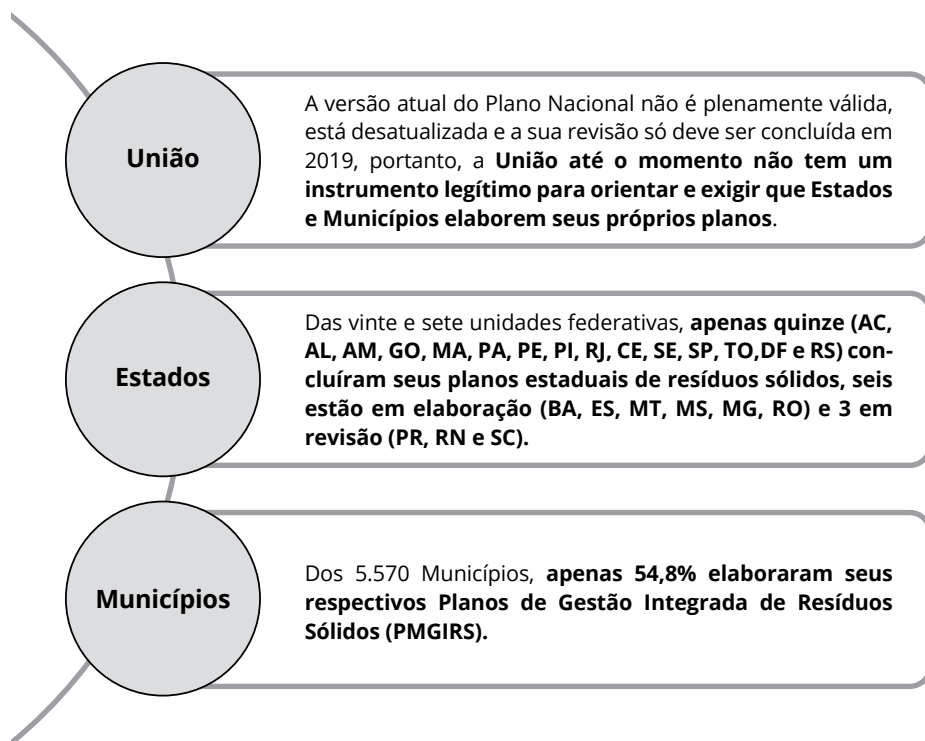 União
A versão atual do Plano Nacional não é plenamente válida,
está desatualizada e a sua revisão só deve ser concluída em
2019, portanto, a União até o momento não tem um
instrumento legítimo para orientar e exigir que Estados
e Municípios elaborem seus próprios planos.
Estados
Das vinte e sete unidades federativas, apenas quinze (AC,
AL, AM, GO, MA, PA, PE, PI, RJ, CE, SE, SP, TO,DF e RS) con-
cluíram seus planos estaduais de resíduos sólidos, seis
estão em elaboração (BA, ES, MT, MS, MG, RO) e 3 em
revisão (PR, RN e SC).
Municípios
Dos 5.570 Municípios, apenas 54,8% elaboraram seus
respectivos Planos de Gestão Integrada de Resíduos
Sólidos (PMGIRS).